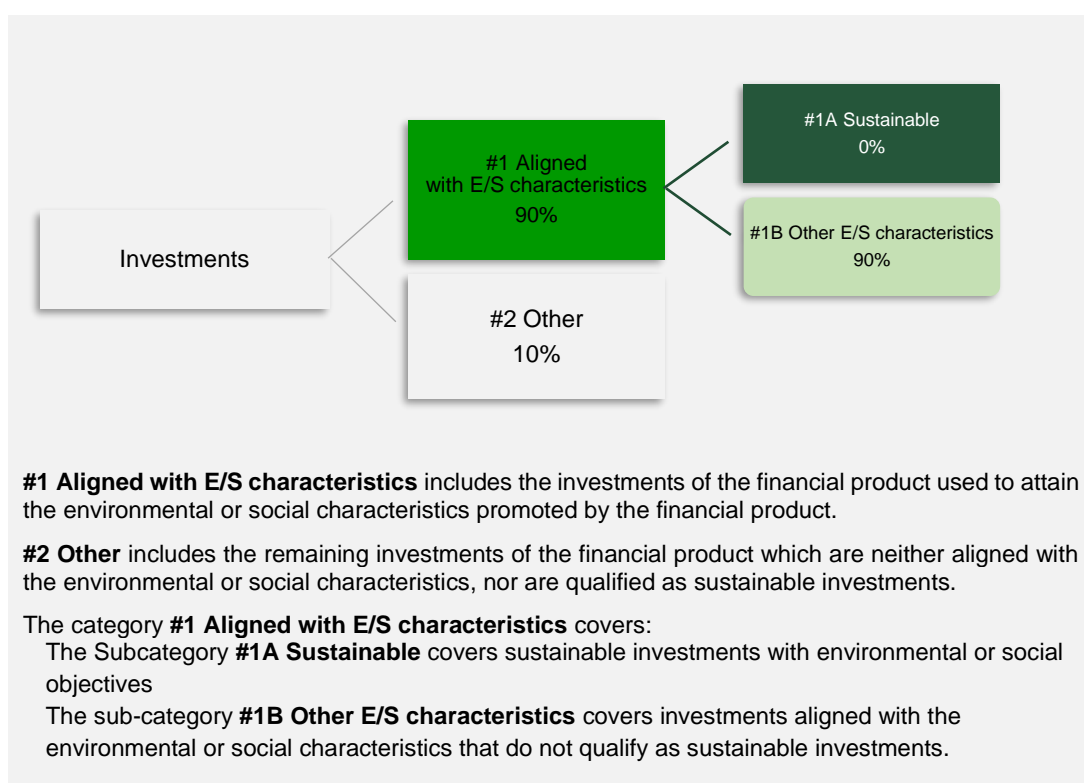 #1A Sustainable
0%
#1 Aligned
with E/S characteristics
90%
#1B Other E/S characteristics
90%
Investments
#2 Other
10%
#1 Aligned with E/S characteristics includes the investments of the financial product used to attain
the environmental or social characteristics promoted by the financial product.
#2 Other includes the remaining investments of the financial product which are neither aligned with
the environmental or social characteristics, nor are qualified as sustainable investments.
The category #1 Aligned with E/S characteristics covers:
The Subcategory #1A Sustainable covers sustainable investments with environmental or social
objectives
The sub-category #1B Other E/S characteristics covers investments aligned with the
environmental or social characteristics that do not qualify as sustainable investments.